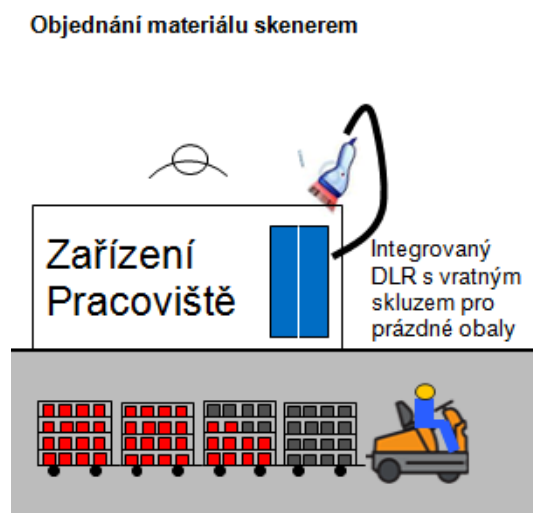 Objednání materiálu skenerem
Zařízení
Pracoviště
Integrovaný
DLR s vratným
skluzem pro
prázdné obaly